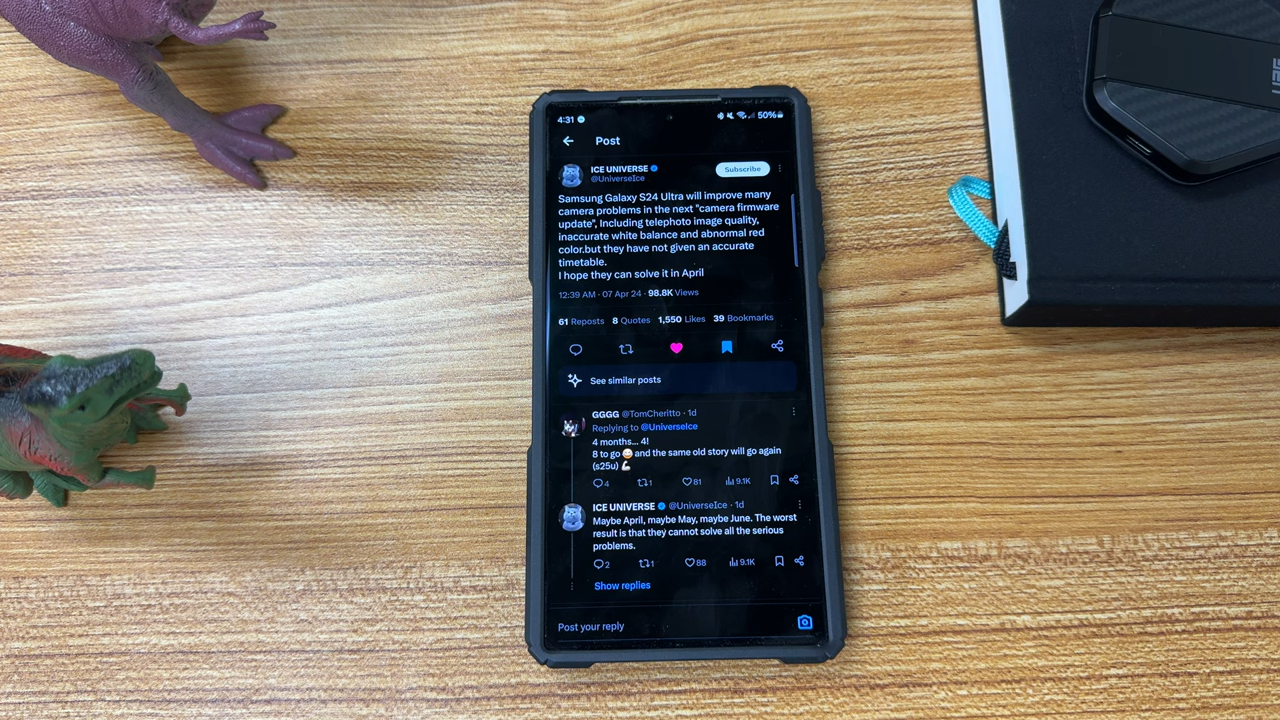 4:31
50%
Post
ICE UNIVERSE
@UniverseIce
Subscribe
Samsung Galaxy S24 Ultra will improve many
camera problems in the next "camera firmware
update", Including telephoto image quality,
inaccurate white balance and abnormal red
color.but they have not given an accurate
timetable.
I hope they can solve it in April
12:39 AM · 07 Apr 24 · 98.8K Views
61 Reposts 8 Quotes 1,550 Likes 39 Bookmarks
See similar posts
GGGG @TomCheritto · 1d
Replying to @UniverseIce
4 months... 4!
8 to go 😄 and the same old story will go again
(s25u) 💪🏻
4 1 81 9.1K
ICE UNIVERSE @UniverseIce · 1d
Maybe April, maybe May, maybe June. The worst
result is that they cannot solve all the serious
problems.
2 1 88 9.1K
Show replies
Post your reply